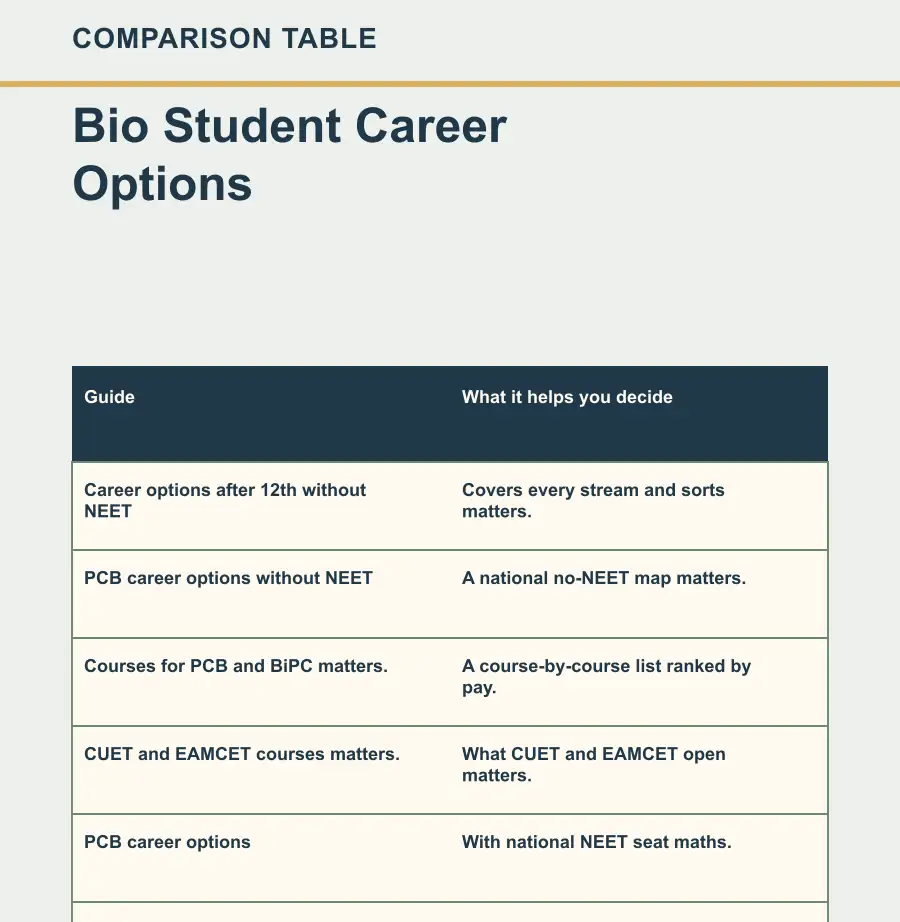 COMPARISON TABLE
Bio Student Career
Options
Guide
What it helps you decide
Career options after 12th without
NEET
Covers every stream and sorts
matters.
PCB career options without NEET
A national no-NEET map matters.
Courses for PCB and BiPC matters.
A course-by-course list ranked by
pay.
CUET and EAMCET courses matters.
What CUET and EAMCET open
matters.
PCB career options
With national NEET seat maths.